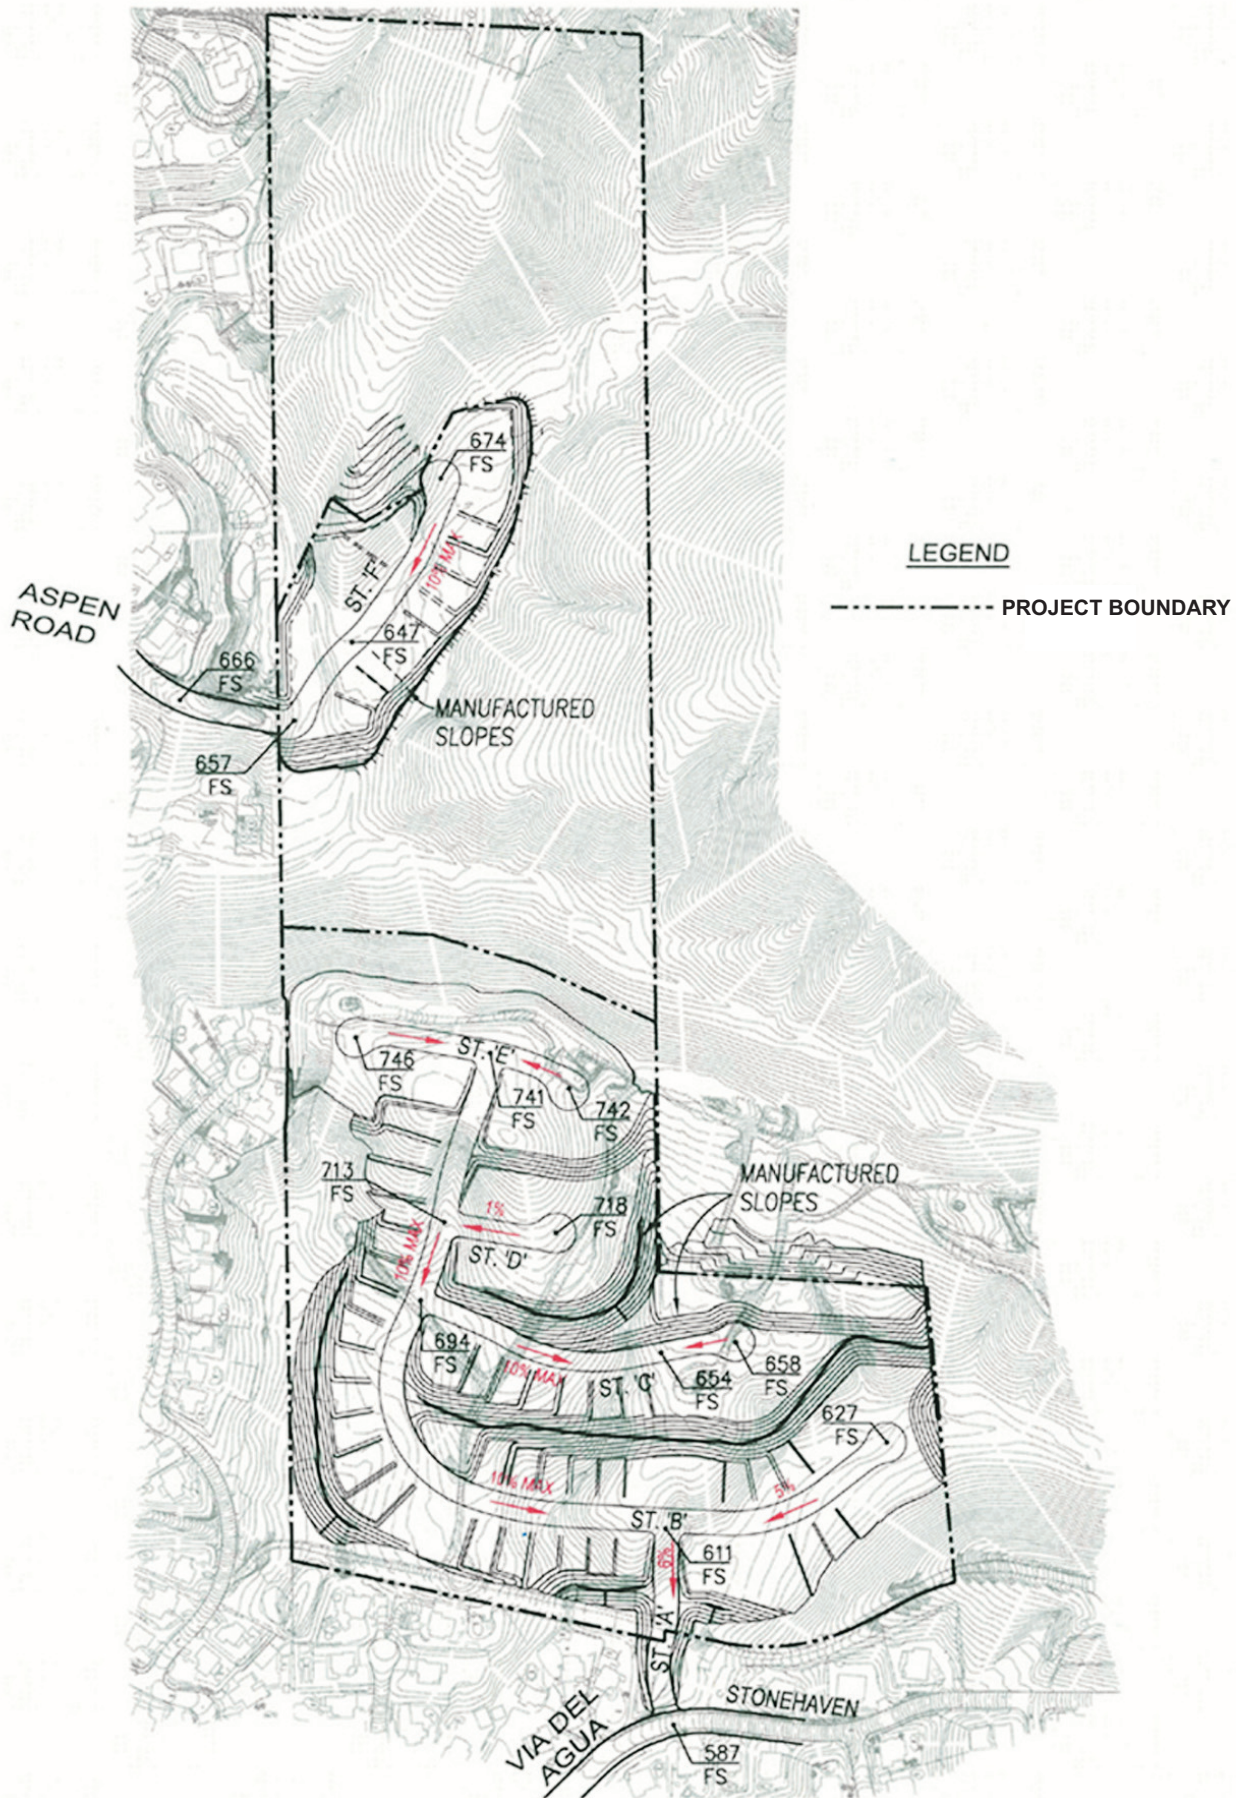 674
FS
10% MAX
ST. 'F'
LEGEND
PROJECT BOUNDARY
ASPEN
ROAD
647
FS
666
FS
MANUFACTURED
SLOPES
657
FS
ST. 'E'
746
FS
741
FS
742
FS
713
FS
MANUFACTURED
SLOPES
1%
718
FS
10% MAX
ST. 'D'
694
FS
10% MAX
ST. 'C'
654
FS
658
FS
627
FS
10% MAX
5%
ST. 'B'
6%
611
FS
ST. 'A'
STONEHAVEN
VIA DEL
AGUA
587
FS